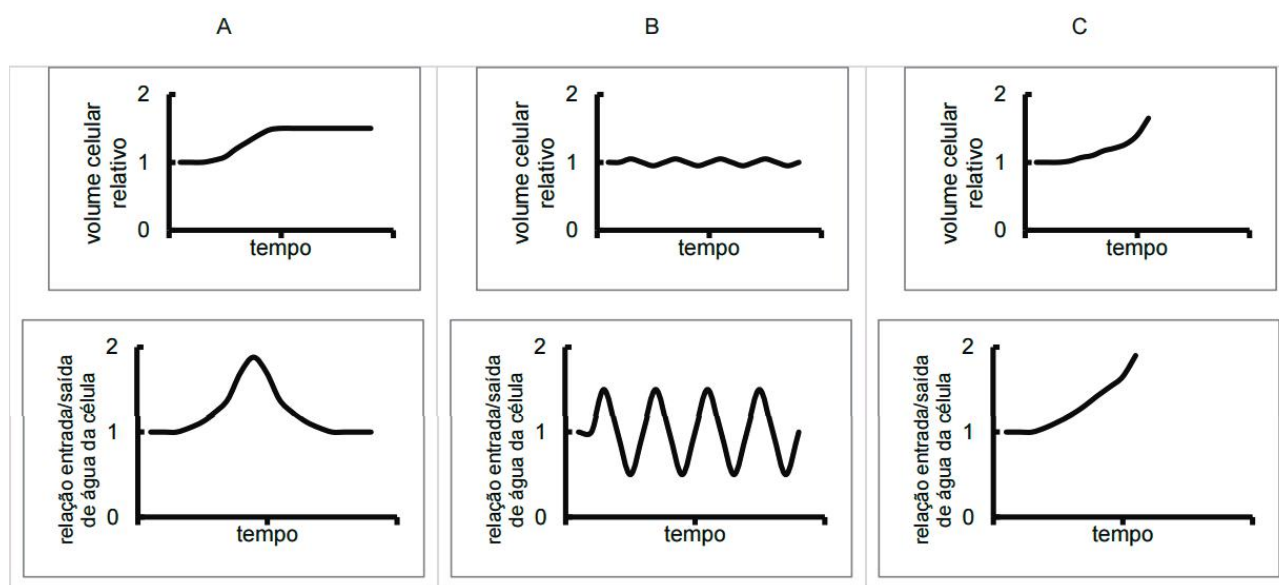 A
B
C
volume celular
relativo
2
1
0
tempo
volume celular
relativo
2
1
0
tempo
volume celular
relativo
2
1
0
tempo
relação entrada/saída
de água da célula
2
1
0
tempo
relação entrada/saída
de água da célula
2
1
0
tempo
relação entrada/saída
de água da célula
2
1
0
tempo